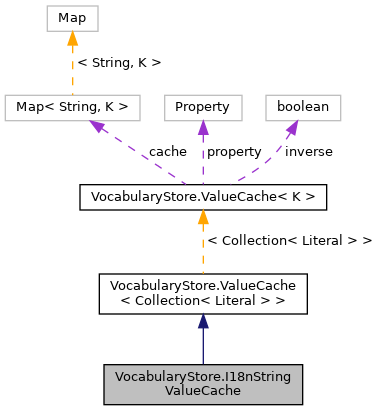 Map
< String, K >
Map< String, K >
Property
boolean
cache
property
inverse
VocabularyStore.ValueCache< K >
< Collection< Literal > >
VocabularyStore.ValueCache
< Collection< Literal > >
VocabularyStore.I18nString
ValueCache